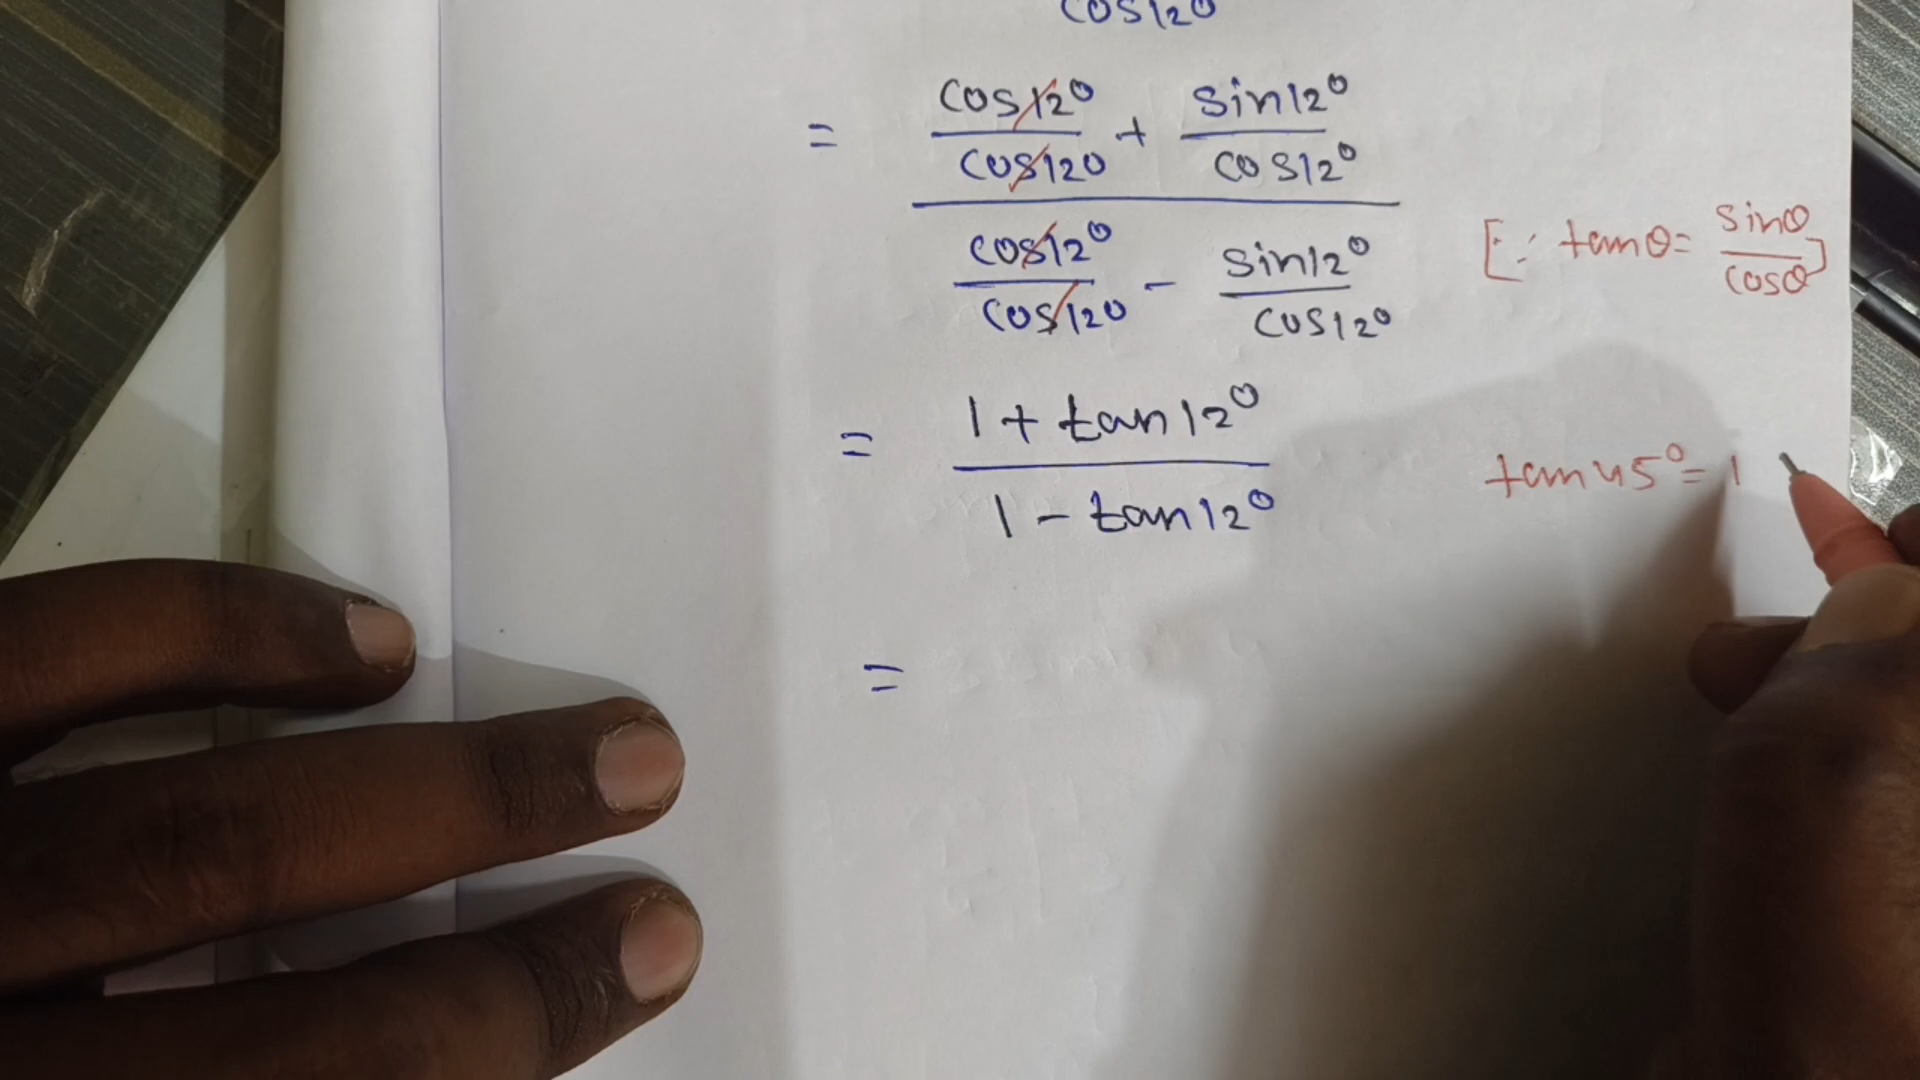 cos12°
= cos12°/cos12° + sin12°/cos12°
cos12°/cos12° - sin12°/cos12°
[∵ tanθ = sinθ/cosθ]
= 1 + tan12°/1 - tan12°
tan45° = 1
=